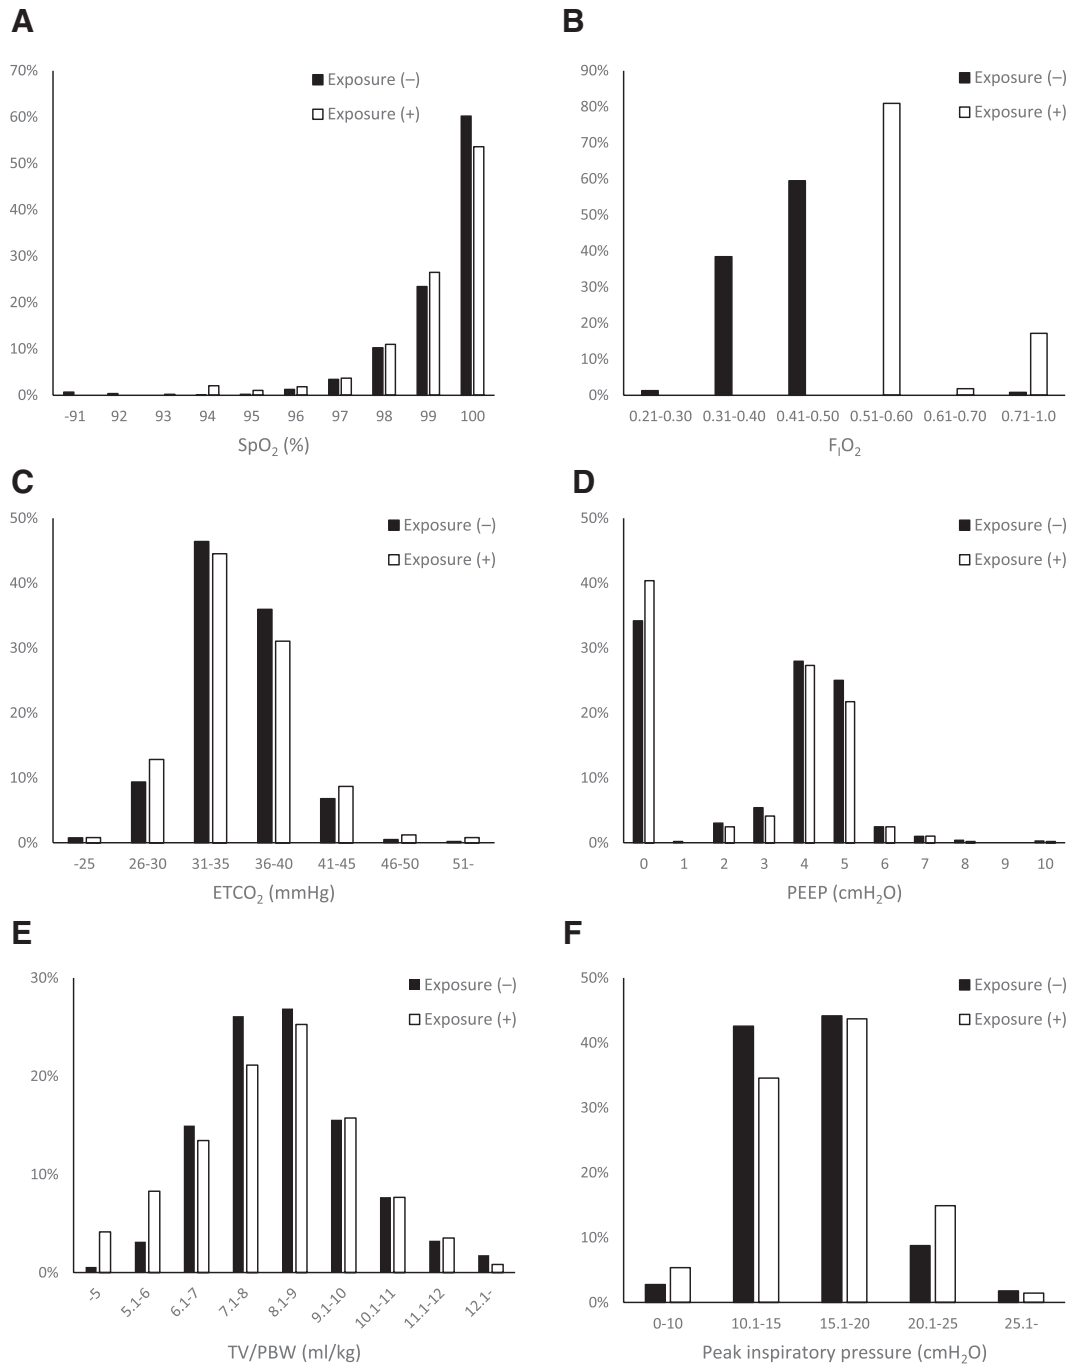 A
70%
60%
50%
40%
30%
20%
10%
0%
Exposure (–)
Exposure (+)
-91 92 93 94 95 96 97 98 99 100
SpO2 (%)
B
90%
80%
70%
60%
50%
40%
30%
20%
10%
0%
Exposure (–)
Exposure (+)
0.21-0.30 0.31-0.40 0.41-0.50 0.51-0.60 0.61-0.70 0.71-1.0
FIO2
C
50%
40%
30%
20%
10%
0%
Exposure (–)
Exposure (+)
-25 26-30 31-35 36-40 41-45 46-50 51-
ETCO2 (mmHg)
D
50%
40%
30%
20%
10%
0%
Exposure (–)
Exposure (+)
0 1 2 3 4 5 6 7 8 9 10
PEEP (cmH2O)
E
30%
20%
10%
0%
Exposure (–)
Exposure (+)
-5 5.1-6 6.1-7 7.1-8 8.1-9 9.1-10 10.1-11 11.1-12 12.1-
TV/PBW (ml/kg)
F
50%
40%
30%
20%
10%
0%
Exposure (–)
Exposure (+)
0-10 10.1-15 15.1-20 20.1-25 25.1-
Peak inspiratory pressure (cmH2O)